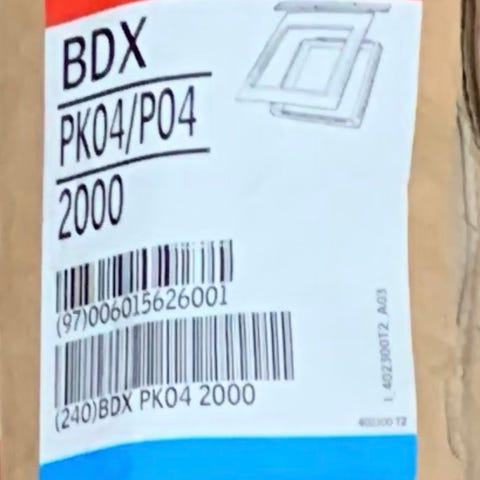 BDX
PK04/P04
2000
(97)006015626001
(240)BDX PK04 2000
I_402300T2_A03
402300 T2